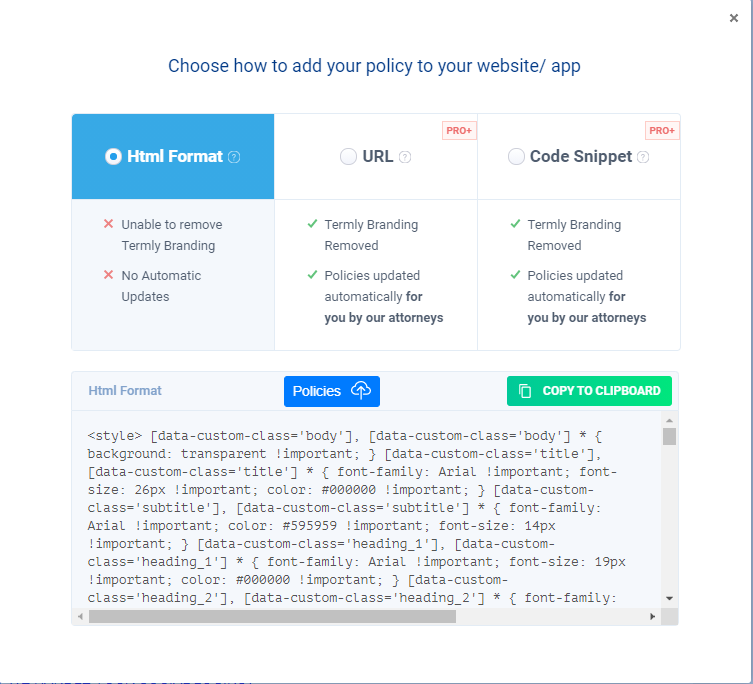 ×
Choose how to add your policy to your website/ app
Html Format ?
PRO+
URL ?
PRO+
Code Snippet ?
Unable to remove
Termly Branding
No Automatic
Updates
Termly Branding
Removed
Policies updated
automatically for
you by our attorneys
Termly Branding
Removed
Policies updated
automatically for
you by our attorneys
Html Format
Policies
COPY TO CLIPBOARD
<style> [data-custom-class='body'], [data-custom-class='body'] * {
background: transparent !important; } [data-custom-class='title'],
[data-custom-class='title'] * { font-family: Arial !important; font-
size: 26px !important; color: #000000 !important; } [data-custom-
class='subtitle'], [data-custom-class='subtitle'] * { font-family:
Arial !important; color: #595959 !important; font-size: 14px
!important; } [data-custom-class='heading_1'], [data-custom-
class='heading_1'] * { font-family: Arial !important; font-size: 19px
!important; color: #000000 !important; } [data-custom-
class='heading_2'], [data-custom-class='heading_2'] * { font-family: